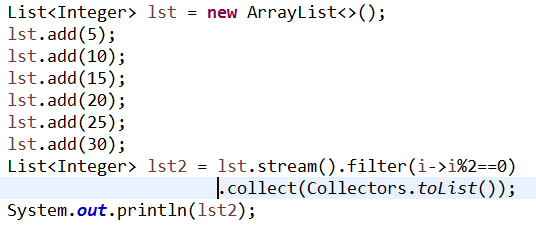 List<Integer> lst = new ArrayList<>();
lst.add(5);
lst.add(10);
lst.add(15);
lst.add(20);
lst.add(25);
lst.add(30);
List<Integer> lst2 = lst.stream().filter(i->i%2==0)
.collect(Collectors.toList());
System.out.println(lst2);